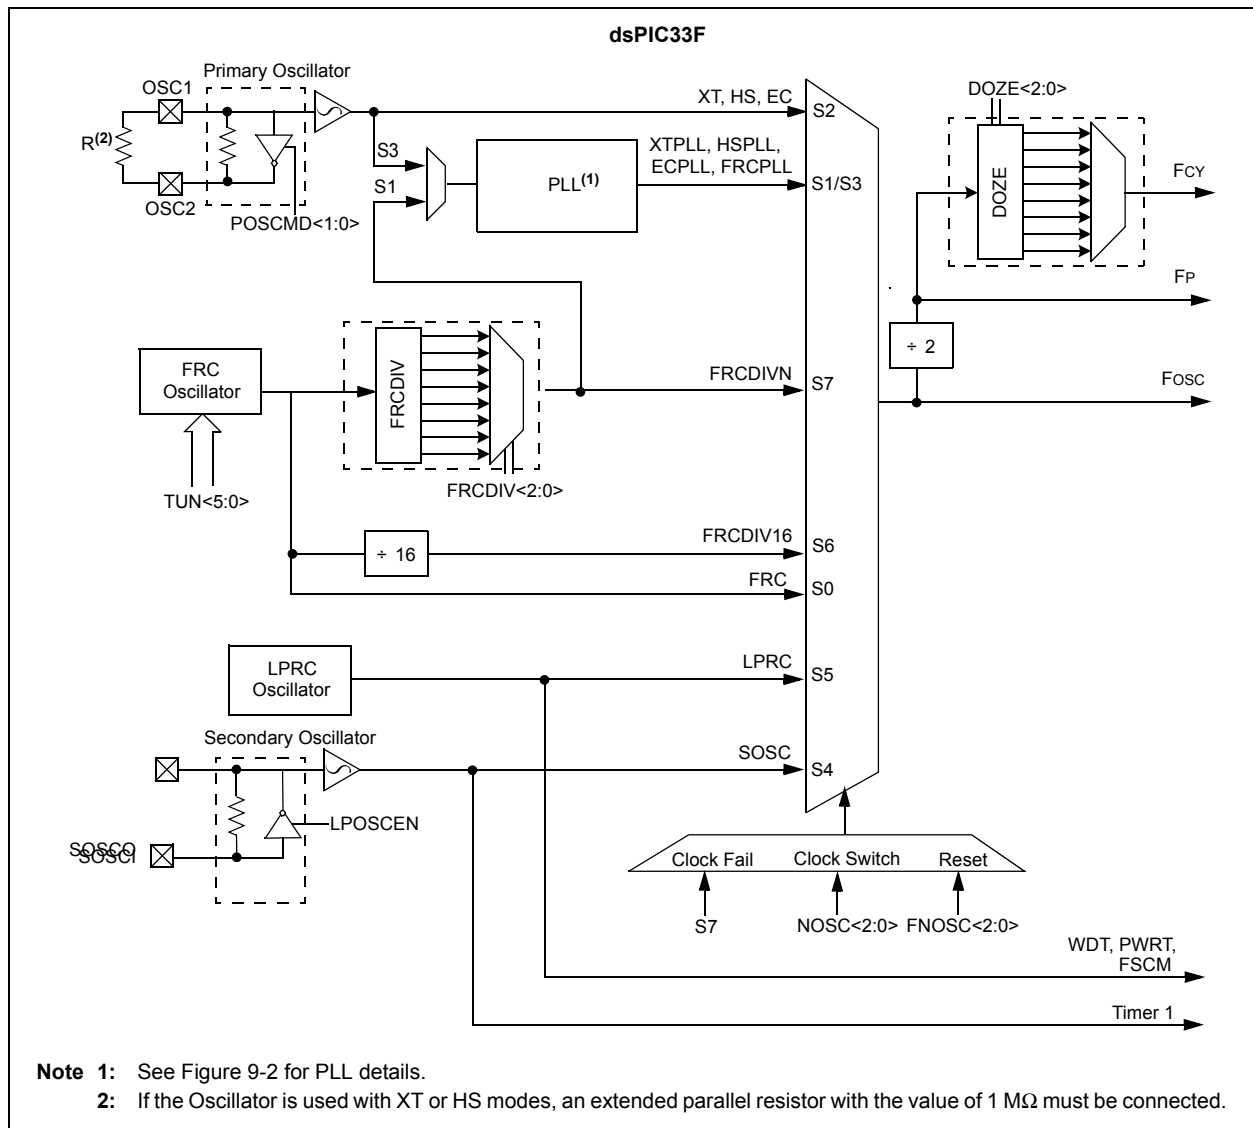 dsPIC33F
Primary Oscillator
OSC1
R(2)
OSC2
POSCMD<1:0>
S3
S1
PLL(1)
XT, HS, EC
S2
XTPLL, HSPLL,
ECPLL, FRCPLL
S1/S3
DOZE<2:0>
DOZE
FCY
FP
÷ 2
FOSC
FRC
Oscillator
TUN<5:0>
FRCDIV
FRCDIV<2:0>
FRCDIVN
S7
÷ 16
FRCDIV16
S6
FRC
S0
LPRC
Oscillator
LPRC
S5
Secondary Oscillator
SOSC
S4
LPOSCEN
SOSCO
SOSCI
Clock Fail
Clock Switch
Reset
S7
NOSC<2:0>
FNOSC<2:0>
WDT, PWRT,
FSCM
Timer 1
Note 1: See Figure 9-2 for PLL details.
2: If the Oscillator is used with XT or HS modes, an extended parallel resistor with the value of 1 MΩ must be connected.